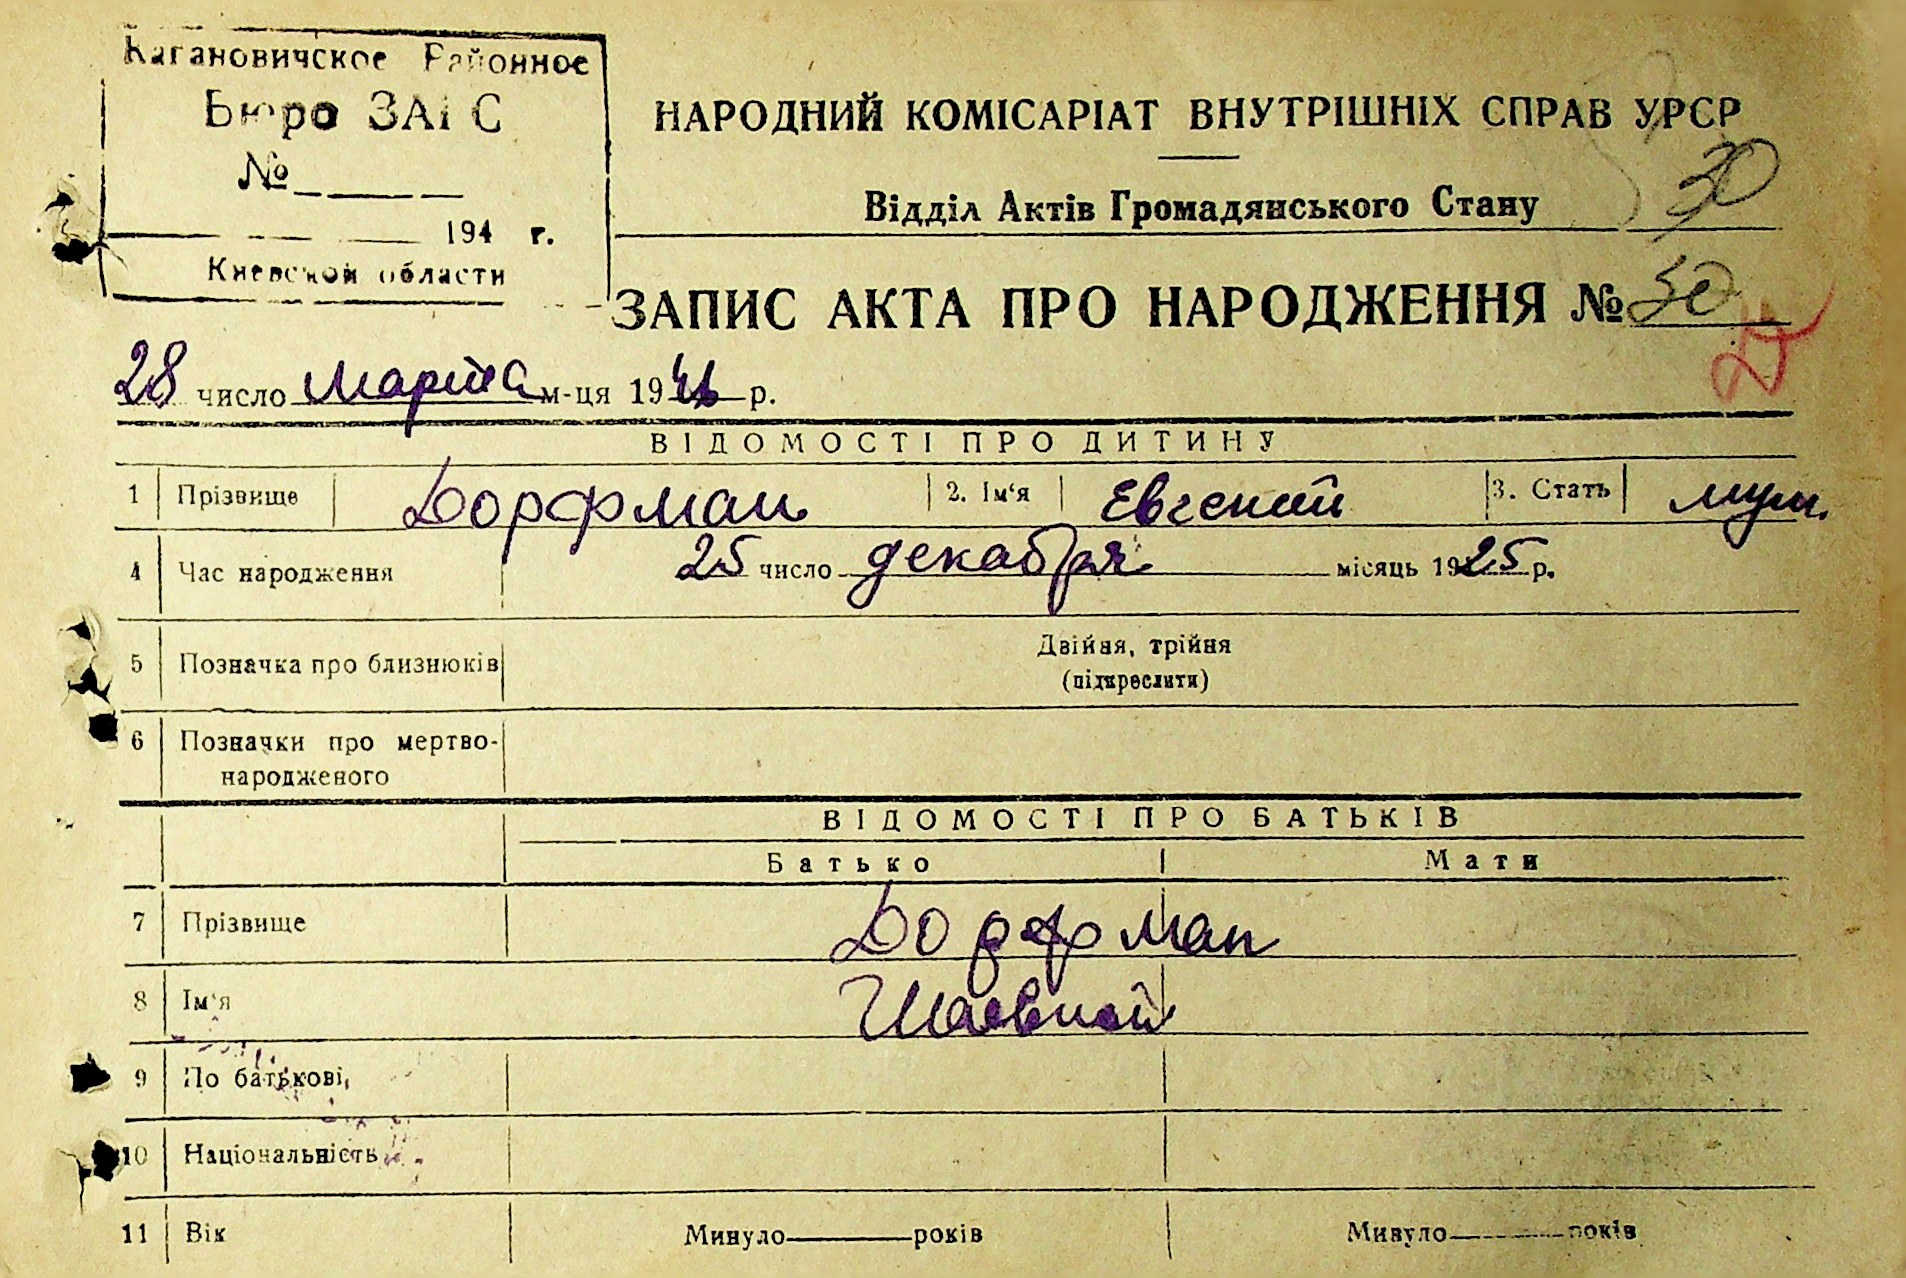 Кагановичское Районное
Бюро ЗАГС
№
194 г.
Киевской области
НАРОДНИЙ КОМІСАРІАТ ВНУТРІШНІХ СПРАВ УРСР
30
Відділ Актів Громадянського Стану
ЗАПИС АКТА ПРО НАРОДЖЕННЯ № 30
28 число Марта м-ця 19 р.
ВІДОМОСТІ ПРО ДИТИНУ
1 Прізвище Дорфман 2. Ім'я Евгений 3. Стать муж.
4 Час народження 25 число декабря місяць 1925 р.
5 Позначка про близнюків Двійня, трійня
(підкреслити)
6 Позначки про мертво-
народженого
ВІДОМОСТІ ПРО БАТЬКІВ
Батько Мати
7 Прізвище Дорфман
8 Ім'я
9 По батькові
10 Національність
11 Вік Минуло років Минуло років